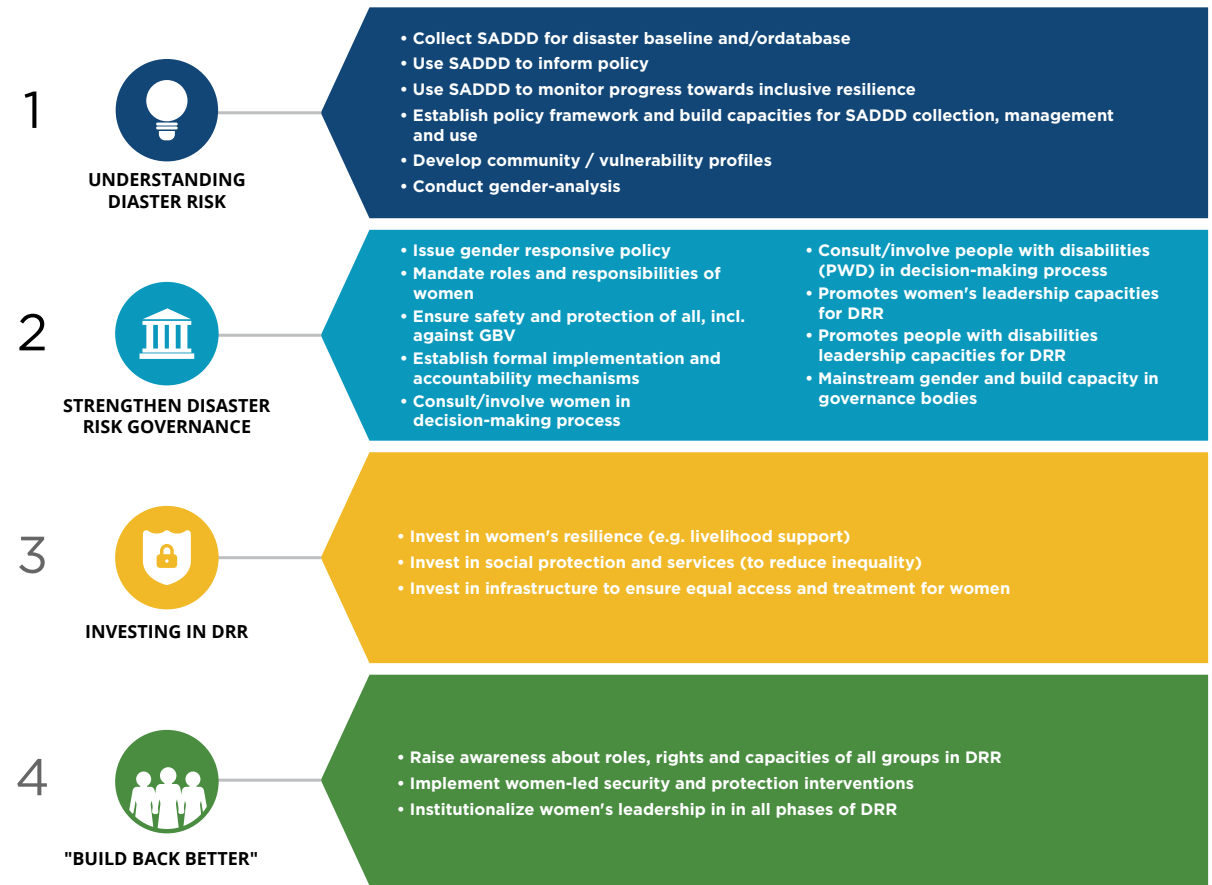 1
UNDERSTANDING
DIASTER RISK
• Collect SADDD for disaster baseline and/ordatabase
• Use SADDD to inform policy
• Use SADDD to monitor progress towards inclusive resilience
• Establish policy framework and build capacities for SADDD collection, management
and use
• Develop community / vulnerability profiles
• Conduct gender-analysis
2
STRENGTHEN DISASTER
RISK GOVERNANCE
• Issue gender responsive policy
• Mandate roles and responsibilities of
women
• Ensure safety and protection of all, incl.
against GBV
• Establish formal implementation and
accountability mechanisms
• Consult/involve women in
decision-making process
• Consult/involve people with disabilities
(PWD) in decision-making process
• Promotes women's leadership capacities
for DRR
• Promotes people with disabilities
leadership capacities for DRR
• Mainstream gender and build capacity in
governance bodies
3
INVESTING IN DRR
• Invest in women's resilience (e.g. livelihood support)
• Invest in social protection and services (to reduce inequality)
• Invest in infrastructure to ensure equal access and treatment for women
4
"BUILD BACK BETTER"
• Raise awareness about roles, rights and capacities of all groups in DRR
• Implement women-led security and protection interventions
• Institutionalize women's leadership in in all phases of DRR